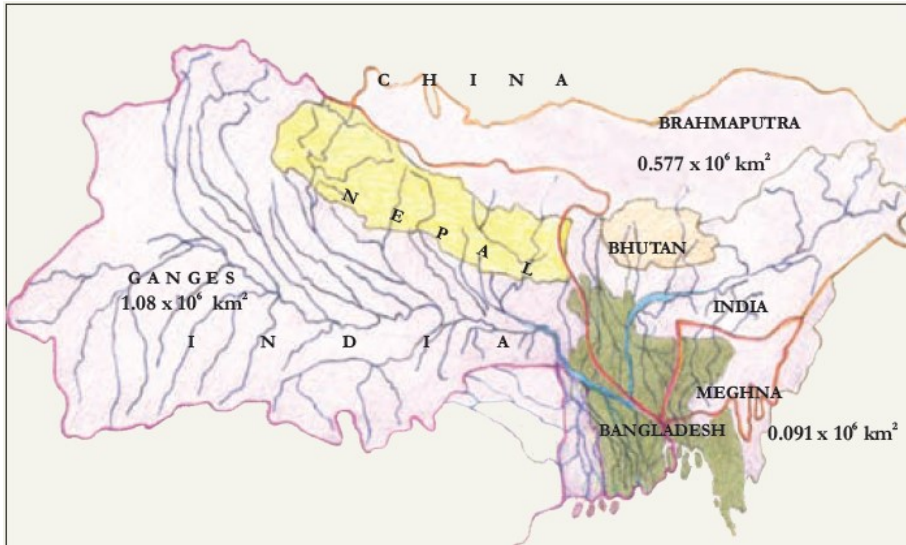 C H I N A
BRAHMAPUTRA
0.577 x 10⁶ km²
N E P A L
BHUTAN
G A N G E S
1.08 x 10⁶ km²
INDIA
I N D I A
MEGHNA
BANGLADESH
0.091 x 10⁶ km²